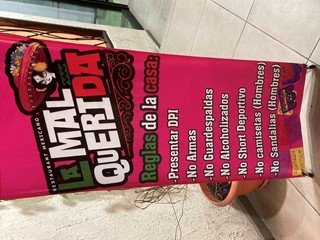 RESTAURANTE MEXICANO
LA MAL
QUERIDA
Reglas de la casa:
-Presentar DPI
-No Armas
-No Guardespaldas
-No Alcoholizados
-No Short Deportivo
-No camisetas (Hombres)
-No Sandalias (Hombres)